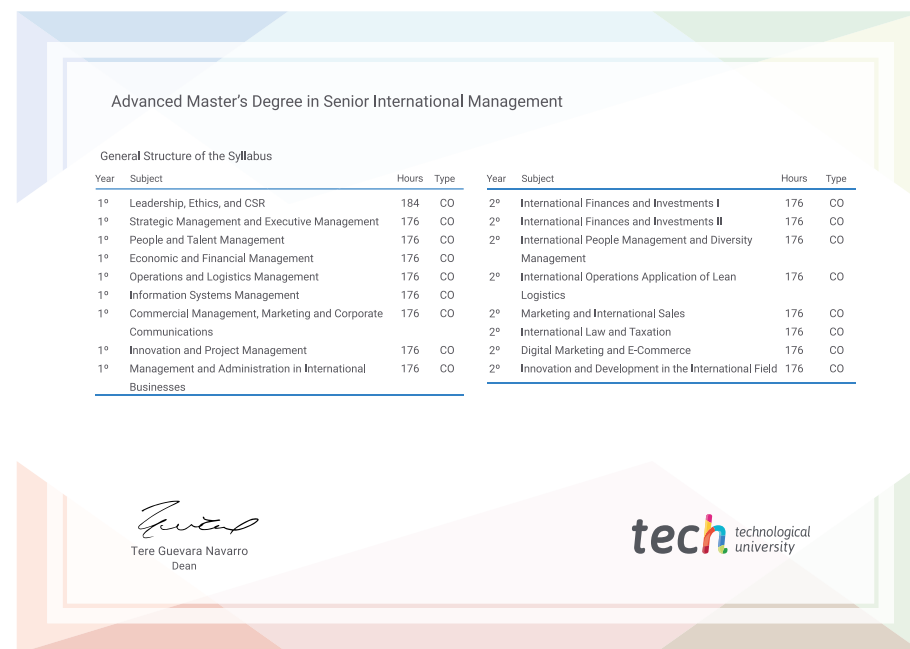 Advanced Master's Degree in Senior International Management
General Structure of the Syllabus
Year Subject Hours Type
1º Leadership, Ethics, and CSR 184 CO
1º Strategic Management and Executive Management 176 CO
1º People and Talent Management 176 CO
1º Economic and Financial Management 176 CO
1º Operations and Logistics Management 176 CO
1º Information Systems Management 176 CO
1º Commercial Management, Marketing and Corporate 176 CO
Communications
1º Innovation and Project Management 176 CO
1º Management and Administration in International 176 CO
Businesses
Year Subject Hours Type
2º International Finances and Investments I 176 CO
2º International Finances and Investments II 176 CO
2º International People Management and Diversity 176 CO
Management
2º International Operations Application of Lean 176 CO
Logistics
2º Marketing and International Sales 176 CO
2º International Law and Taxation 176 CO
2º Digital Marketing and E-Commerce 176 CO
2º Innovation and Development in the International Field 176 CO
Tere Guevara Navarro
Dean
tech technological
university